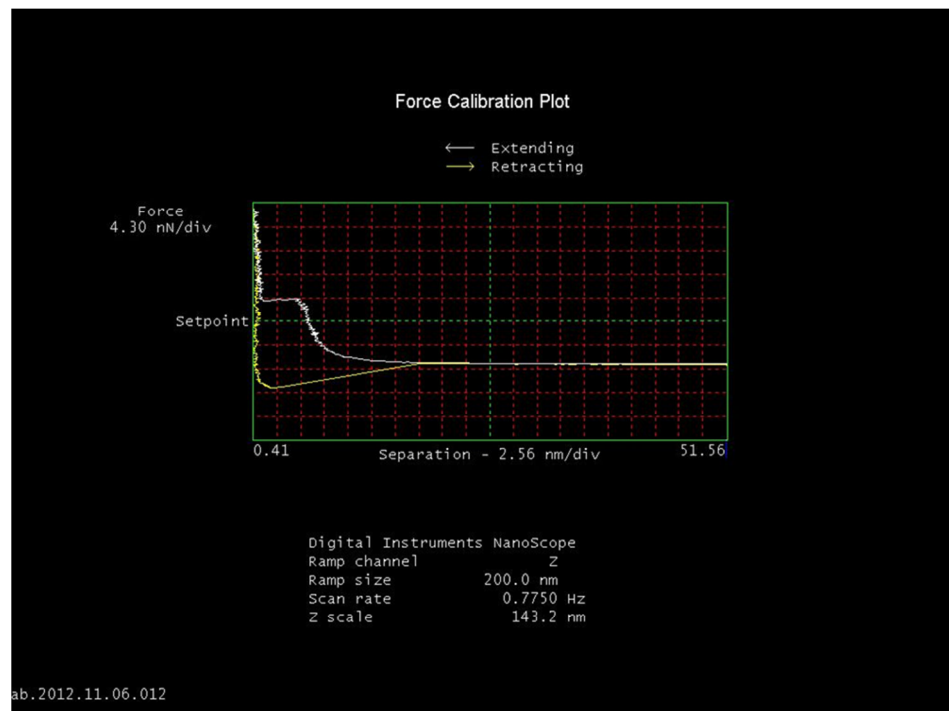 Force Calibration Plot
Extending
Retracting
Force
4.30 nN/div
Setpoint
0.41 Separation - 2.56 nm/div 51.56
Digital Instruments NanoScope
Ramp channel Z
Ramp size 200.0 nm
Scan rate 0.7750 Hz
Z scale 143.2 nm
ab.2012.11.06.012